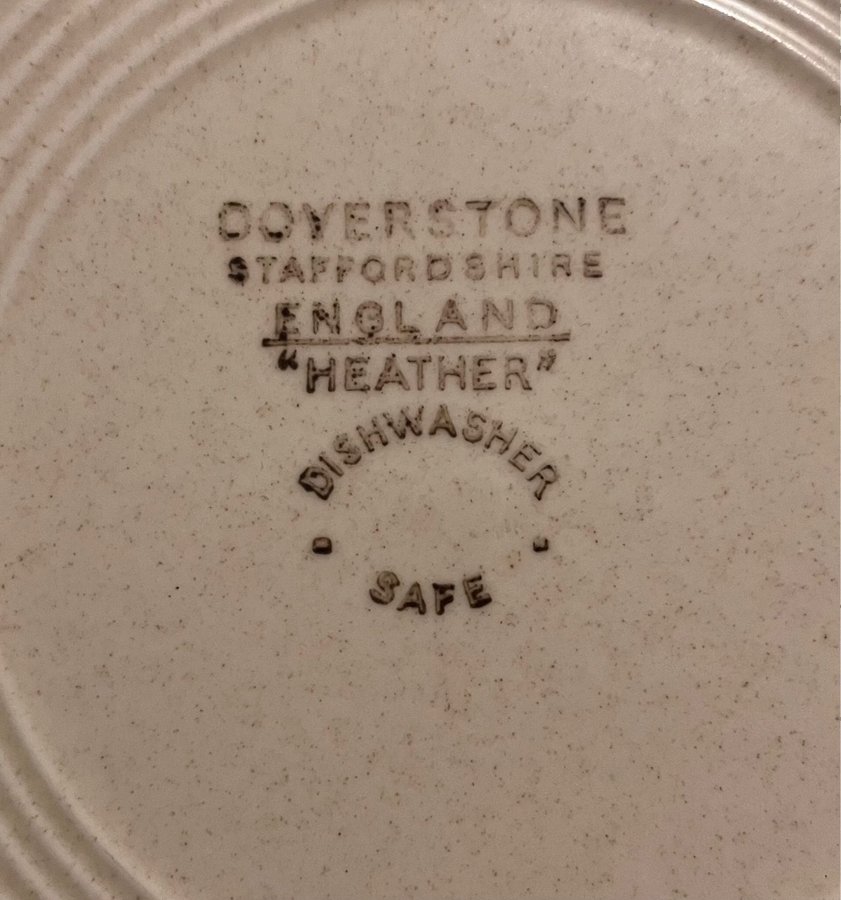 DOVERSTONE
STAFFORDSHIRE
ENGLAND
"HEATHER"
DISHWASHER
SAFE